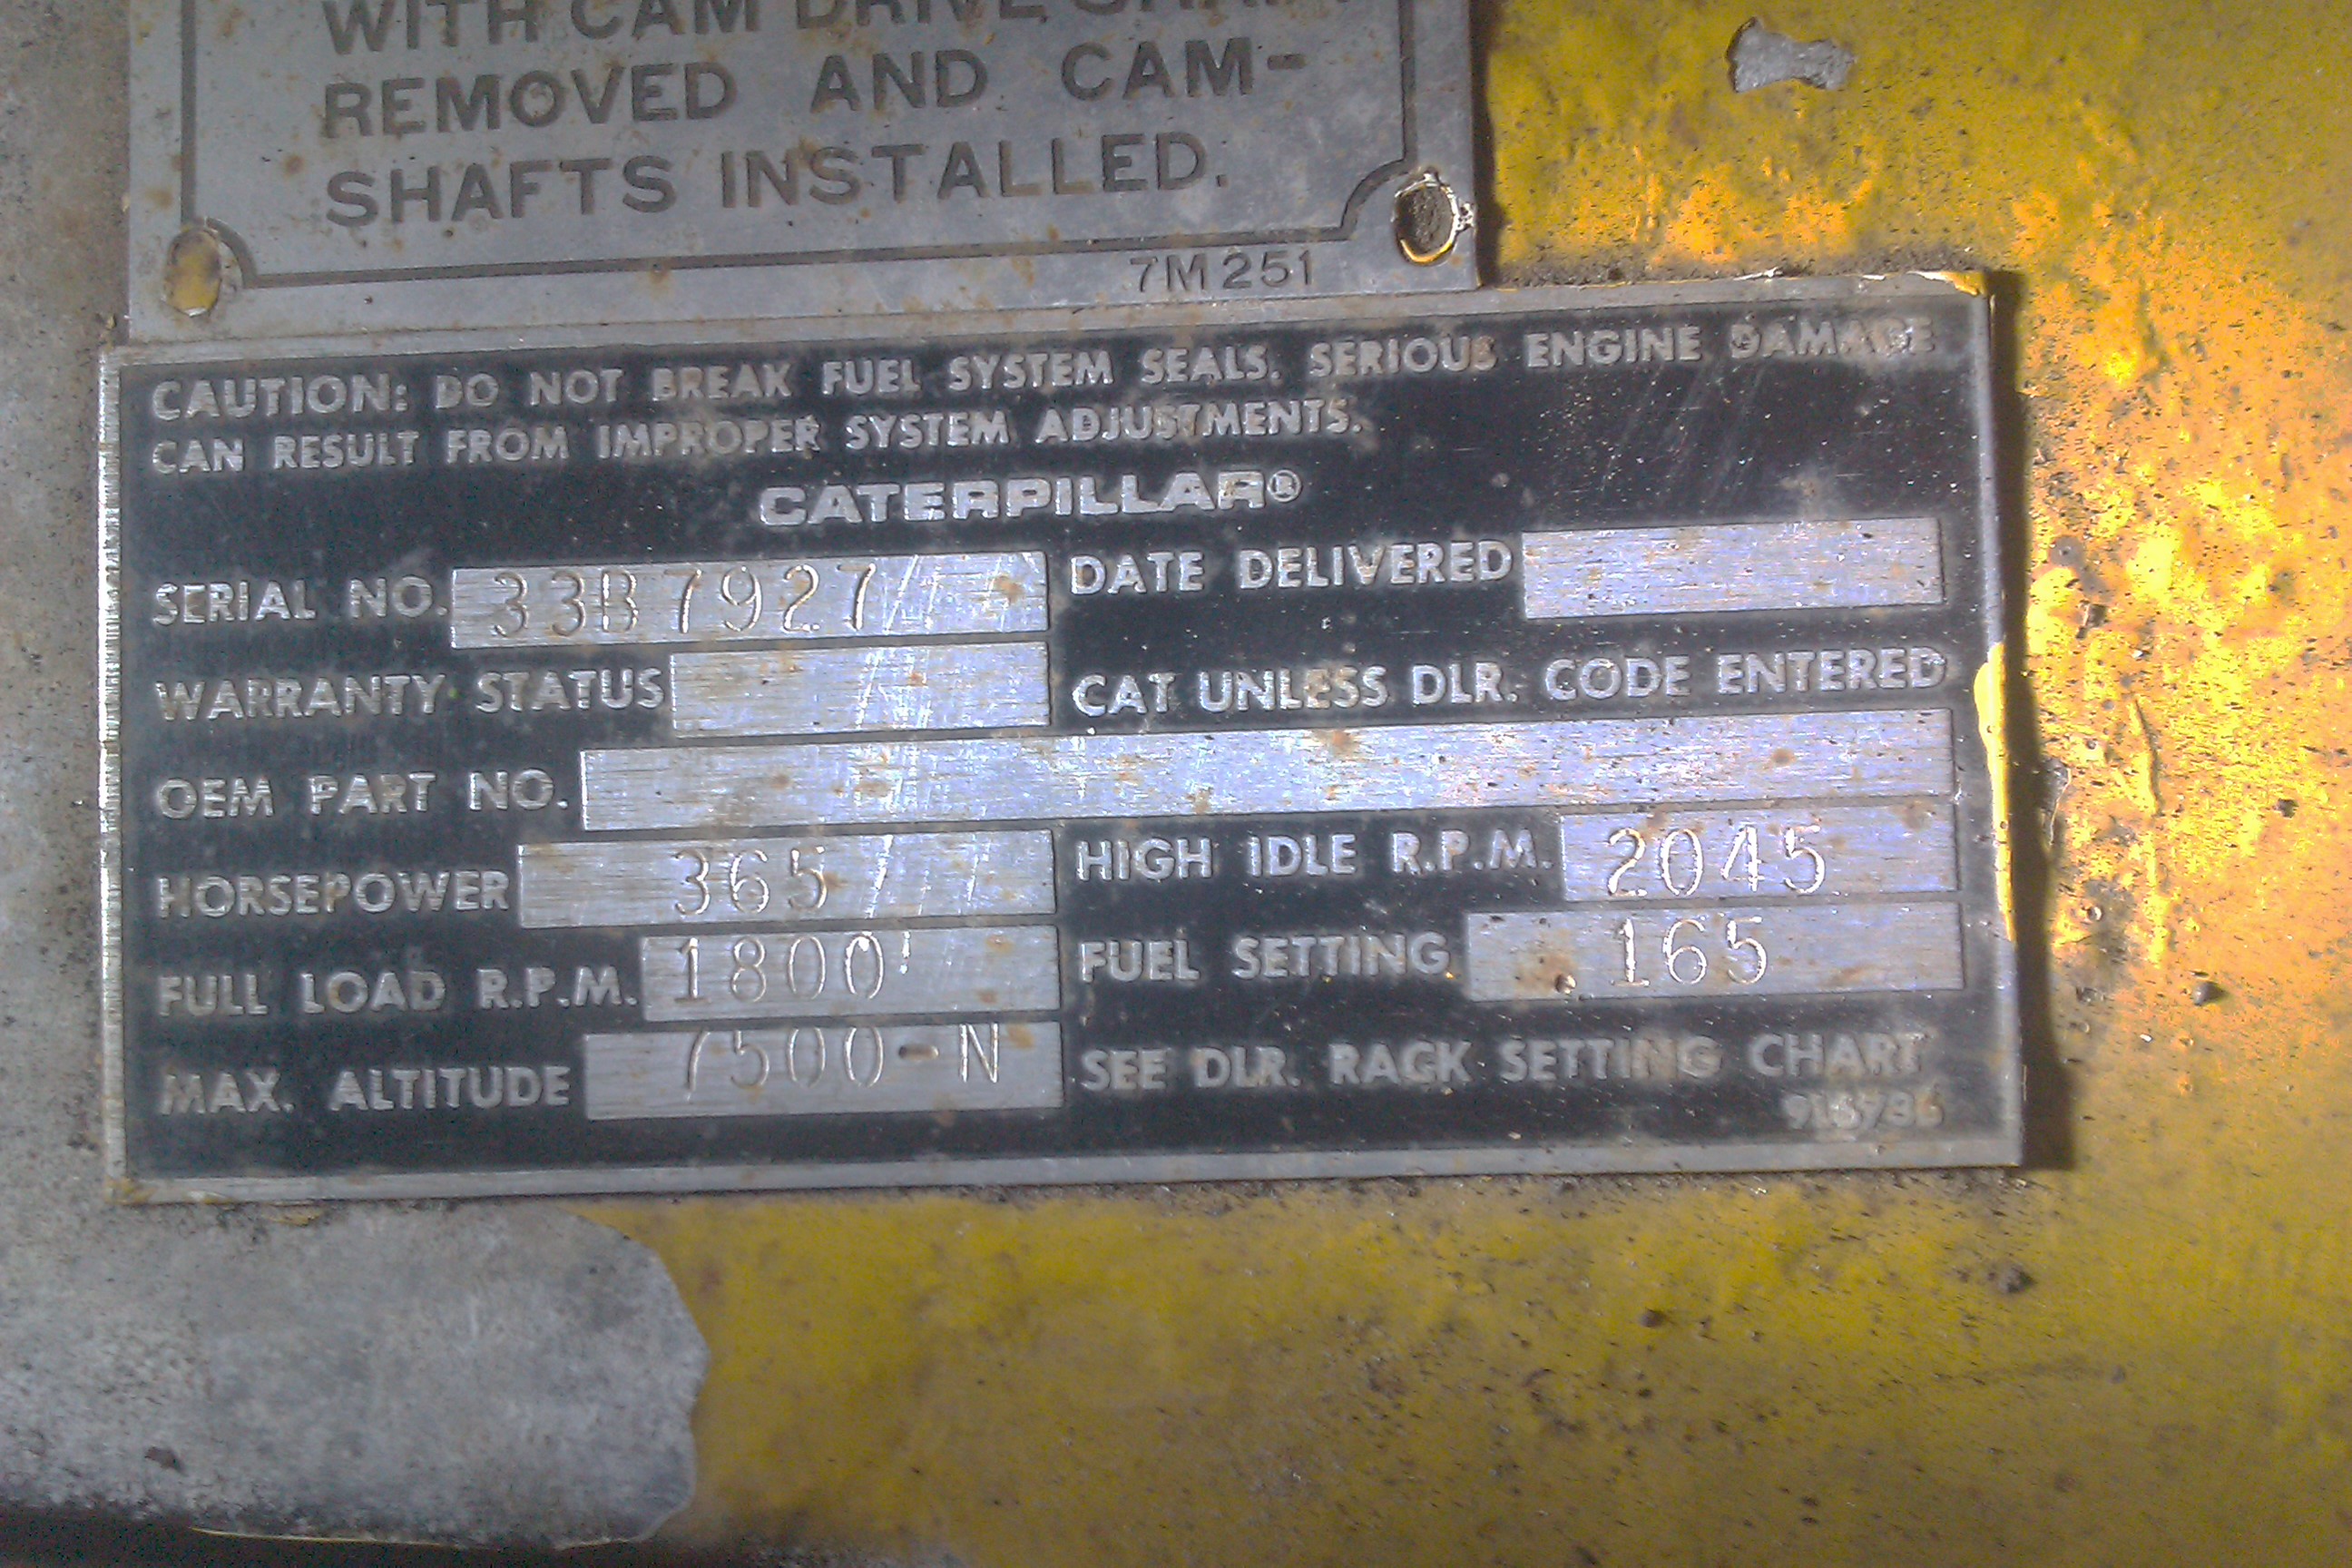 WITH CAM DRIVE
REMOVED AND CAM-
SHAFTS INSTALLED.
7M251
CAUTION: DO NOT BREAK FUEL SYSTEM SEALS. SERIOUS ENGINE DAMAGE
CAN RESULT FROM IMPROPER SYSTEM ADJUSTMENTS.
CATERPILLAR®
SERIAL NO. 33B7927 DATE DELIVERED
WARRANTY STATUS CAT UNLESS DLR. CODE ENTERED
OEM PART NO.
HORSEPOWER 365 HIGH IDLE R.P.M. 2045
FULL LOAD R.P.M. 1800 FUEL SETTING 165
MAX. ALTITUDE 7500-N SEE DLR. RACK SETTING CHART